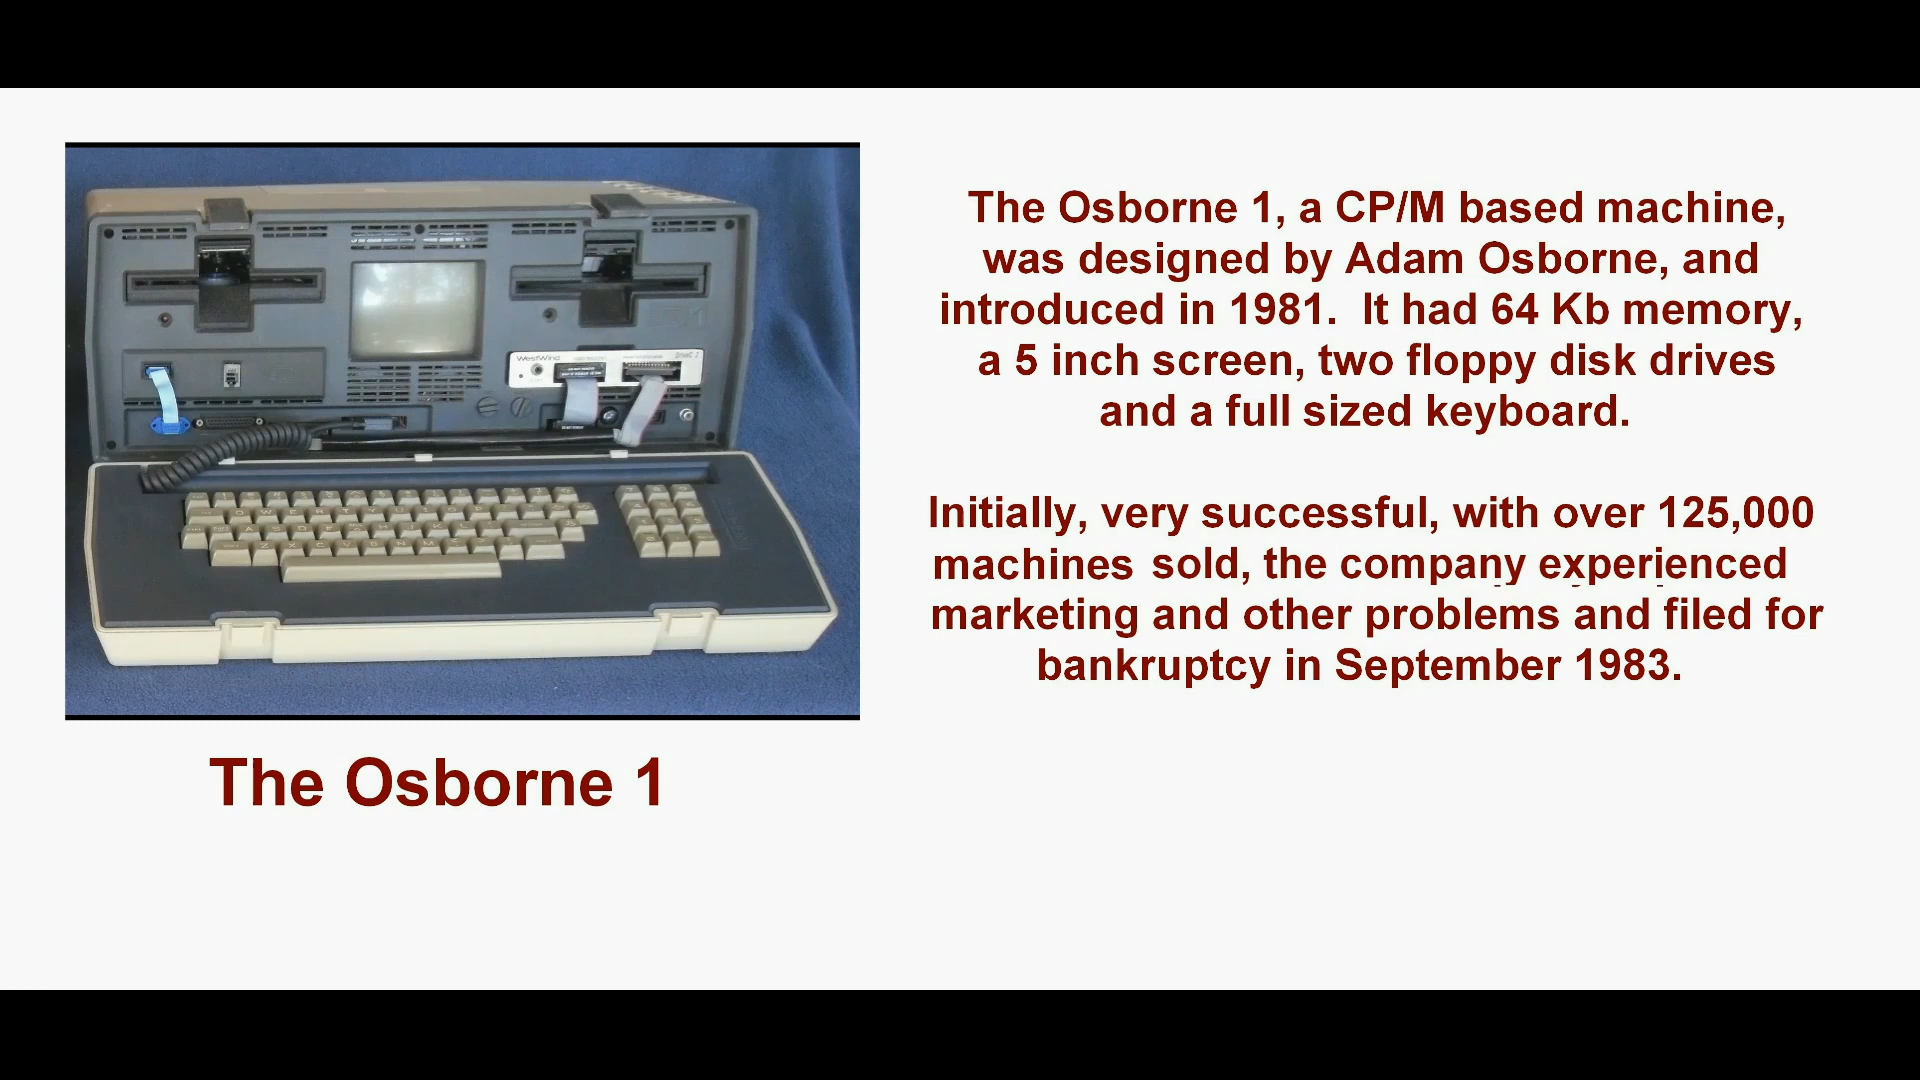 The Osborne 1, a CP/M based machine,
was designed by Adam Osborne, and
introduced in 1981.  It had 64 Kb memory,
a 5 inch screen, two floppy disk drives
and a full sized keyboard.
Initially, very successful, with over 125,000
machines sold, the company experienced
marketing and other problems and filed for
bankruptcy in September 1983.
WestWind
The Osborne 1